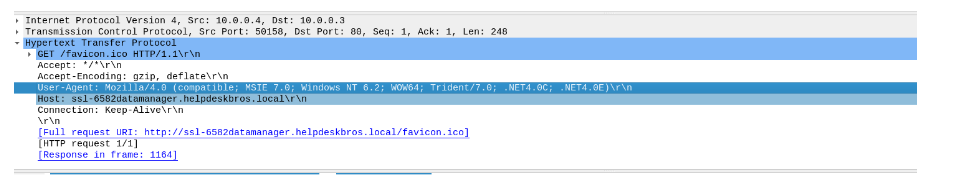 Internet Protocol Version 4, Src: 10.0.0.4, Dst: 10.0.0.3
Transmission Control Protocol, Src Port: 50158, Dst Port: 80, Seq: 1, Ack: 1, Len: 248
Hypertext Transfer Protocol
GET /favicon.ico HTTP/1.1\r\n
Accept: */*\r\n
Accept-Encoding: gzip, deflate\r\n
User-Agent: Mozilla/4.0 (compatible; MSIE 7.0; Windows NT 6.2; WOW64; Trident/7.0; .NET4.0C; .NET4.0E)\r\n
Host: ssl-6582datamanager.helpdeskbros.local\r\n
Connection: Keep-Alive\r\n
\r\n
[Full request URI: http://ssl-6582datamanager.helpdeskbros.local/favicon.ico]
[HTTP request 1/1]
[Response in frame: 1164]